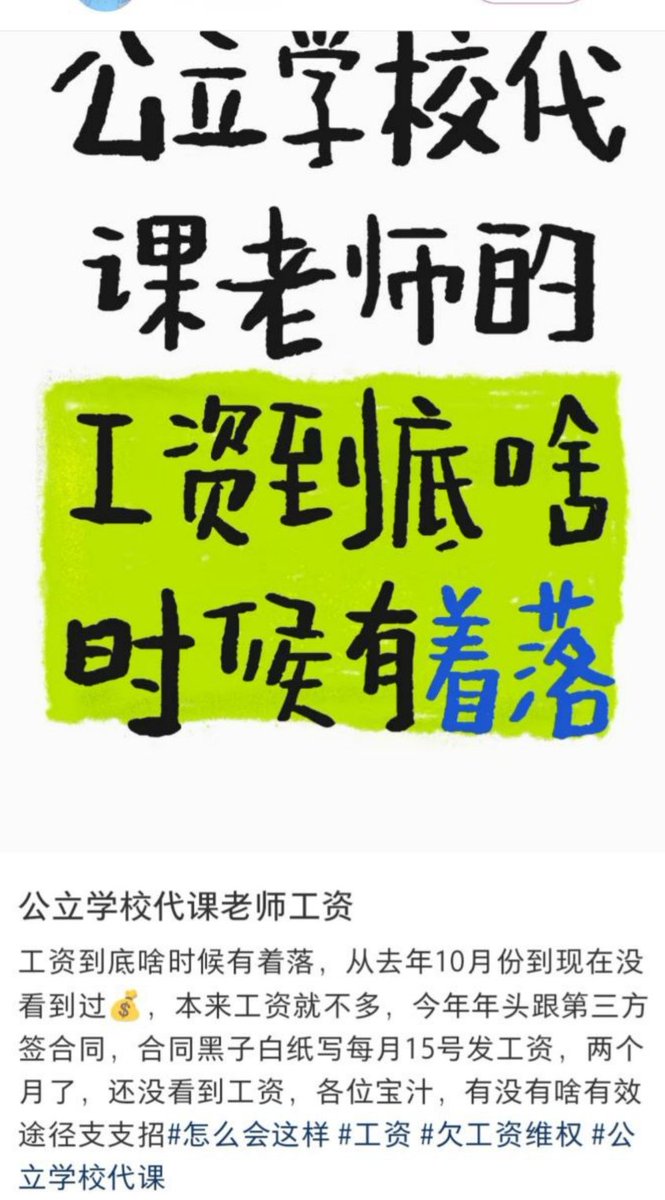 公立学校代
课老师的
工资到底啥
时候有着落
公立学校代课老师工资
工资到底啥时候有着落，从去年10月份到现在没
看到过💰，本来工资就不多，今年年头跟第三方
签合同，合同黑子白纸写每月15号发工资，两个
月了，还没看到工资，各位宝汁，有没有啥有效
途径支支招#怎么会这样 #工资 #欠工资维权 #公
立学校代课